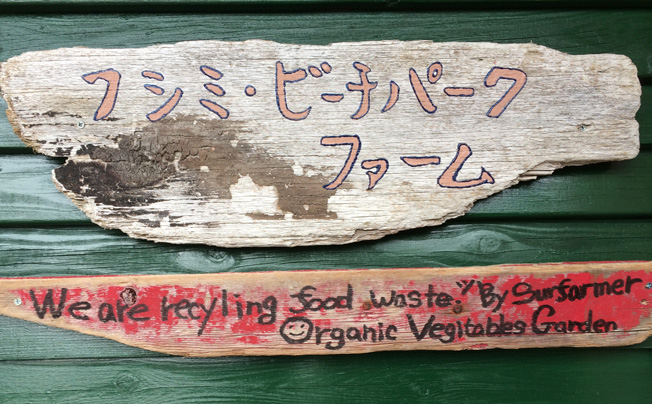 フシミ・ビーチパーク
ファーム
We are recyling food waste." By Sunfarmer
Organic Vegitables Garden